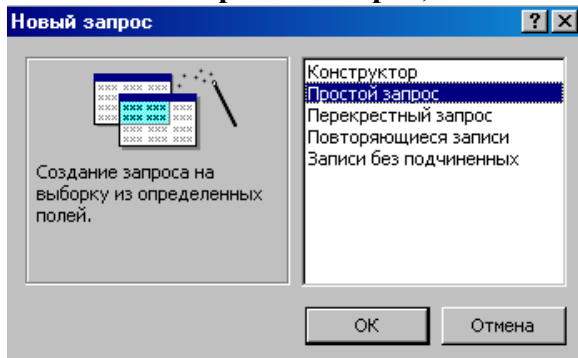 Новый запрос
Конструктор
Простой запрос
Перекрестный запрос
Повторяющиеся записи
Записи без подчиненных
Создание запроса на
выборку из определенных
полей.
ОК
Отмена